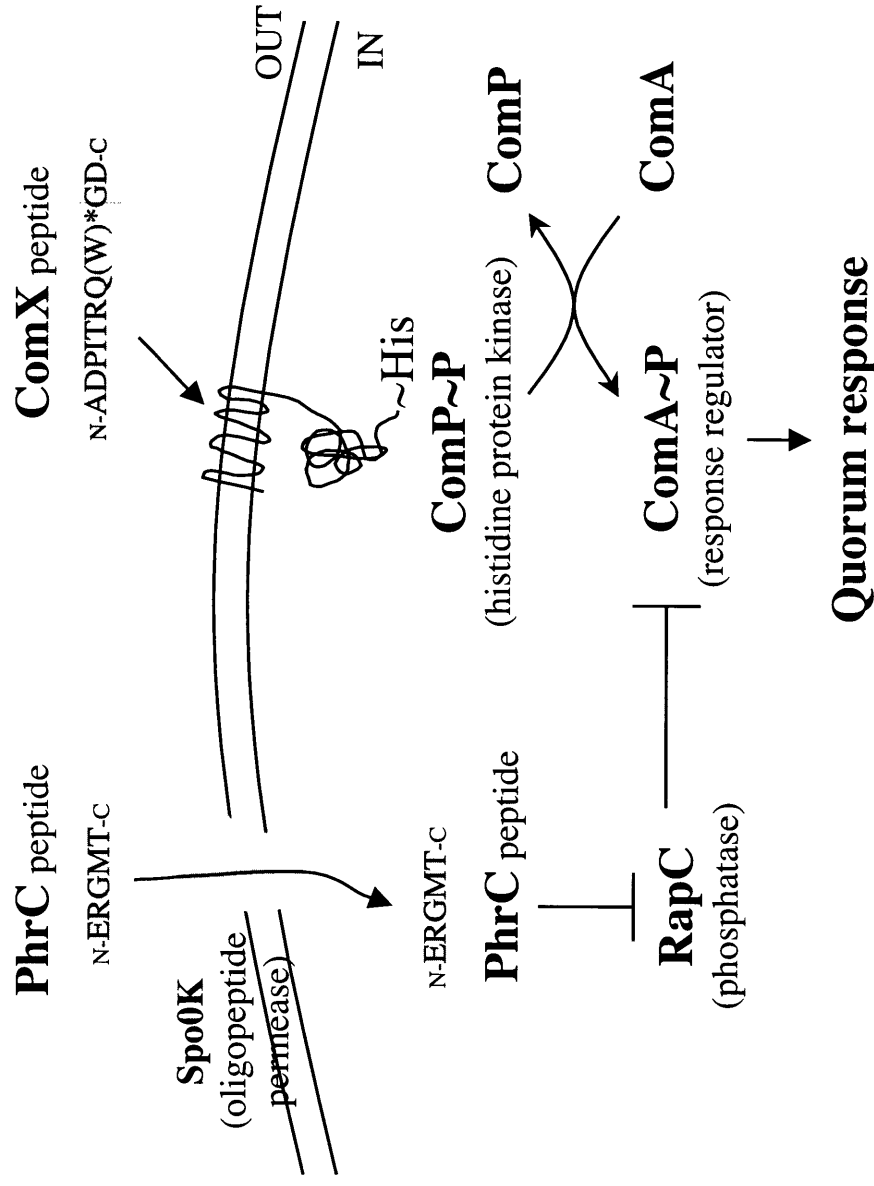 PhrC peptide
N-ERGMT-C
ComX peptide
N-ADPITRQ(W)*GD-C
Spo0K
(oligopeptide
permease)
OUT
IN
~His
N-ERGMT-C
PhrC peptide
ComP~P
(histidine protein kinase)
ComP
RapC
(phosphatase)
ComA~P
(response regulator)
ComA
Quorum response